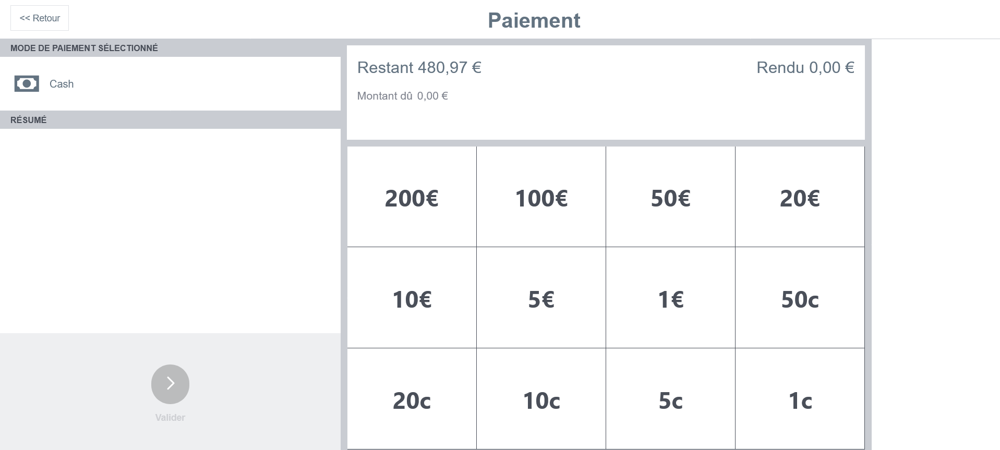 << Retour
Paiement
MODE DE PAIEMENT SÉLECTIONNÉ
Cash
RÉSUMÉ
Valider
Restant 480,97 €
Rendu 0,00 €
Montant dû 0,00 €
200€
100€
50€
20€
10€
5€
1€
50c
20c
10c
5c
1c